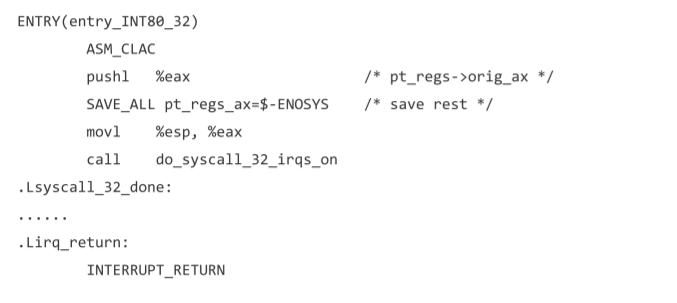 ENTRY(entry_INT80_32)
ASM_CLAC
pushl %eax /* pt_regs->orig_ax */
SAVE_ALL pt_regs_ax=$-ENOSYS /* save rest */
movl %esp, %eax
call do_syscall_32_irqs_on
.Lsyscall_32_done:
......
.Lirq_return:
INTERRUPT_RETURN